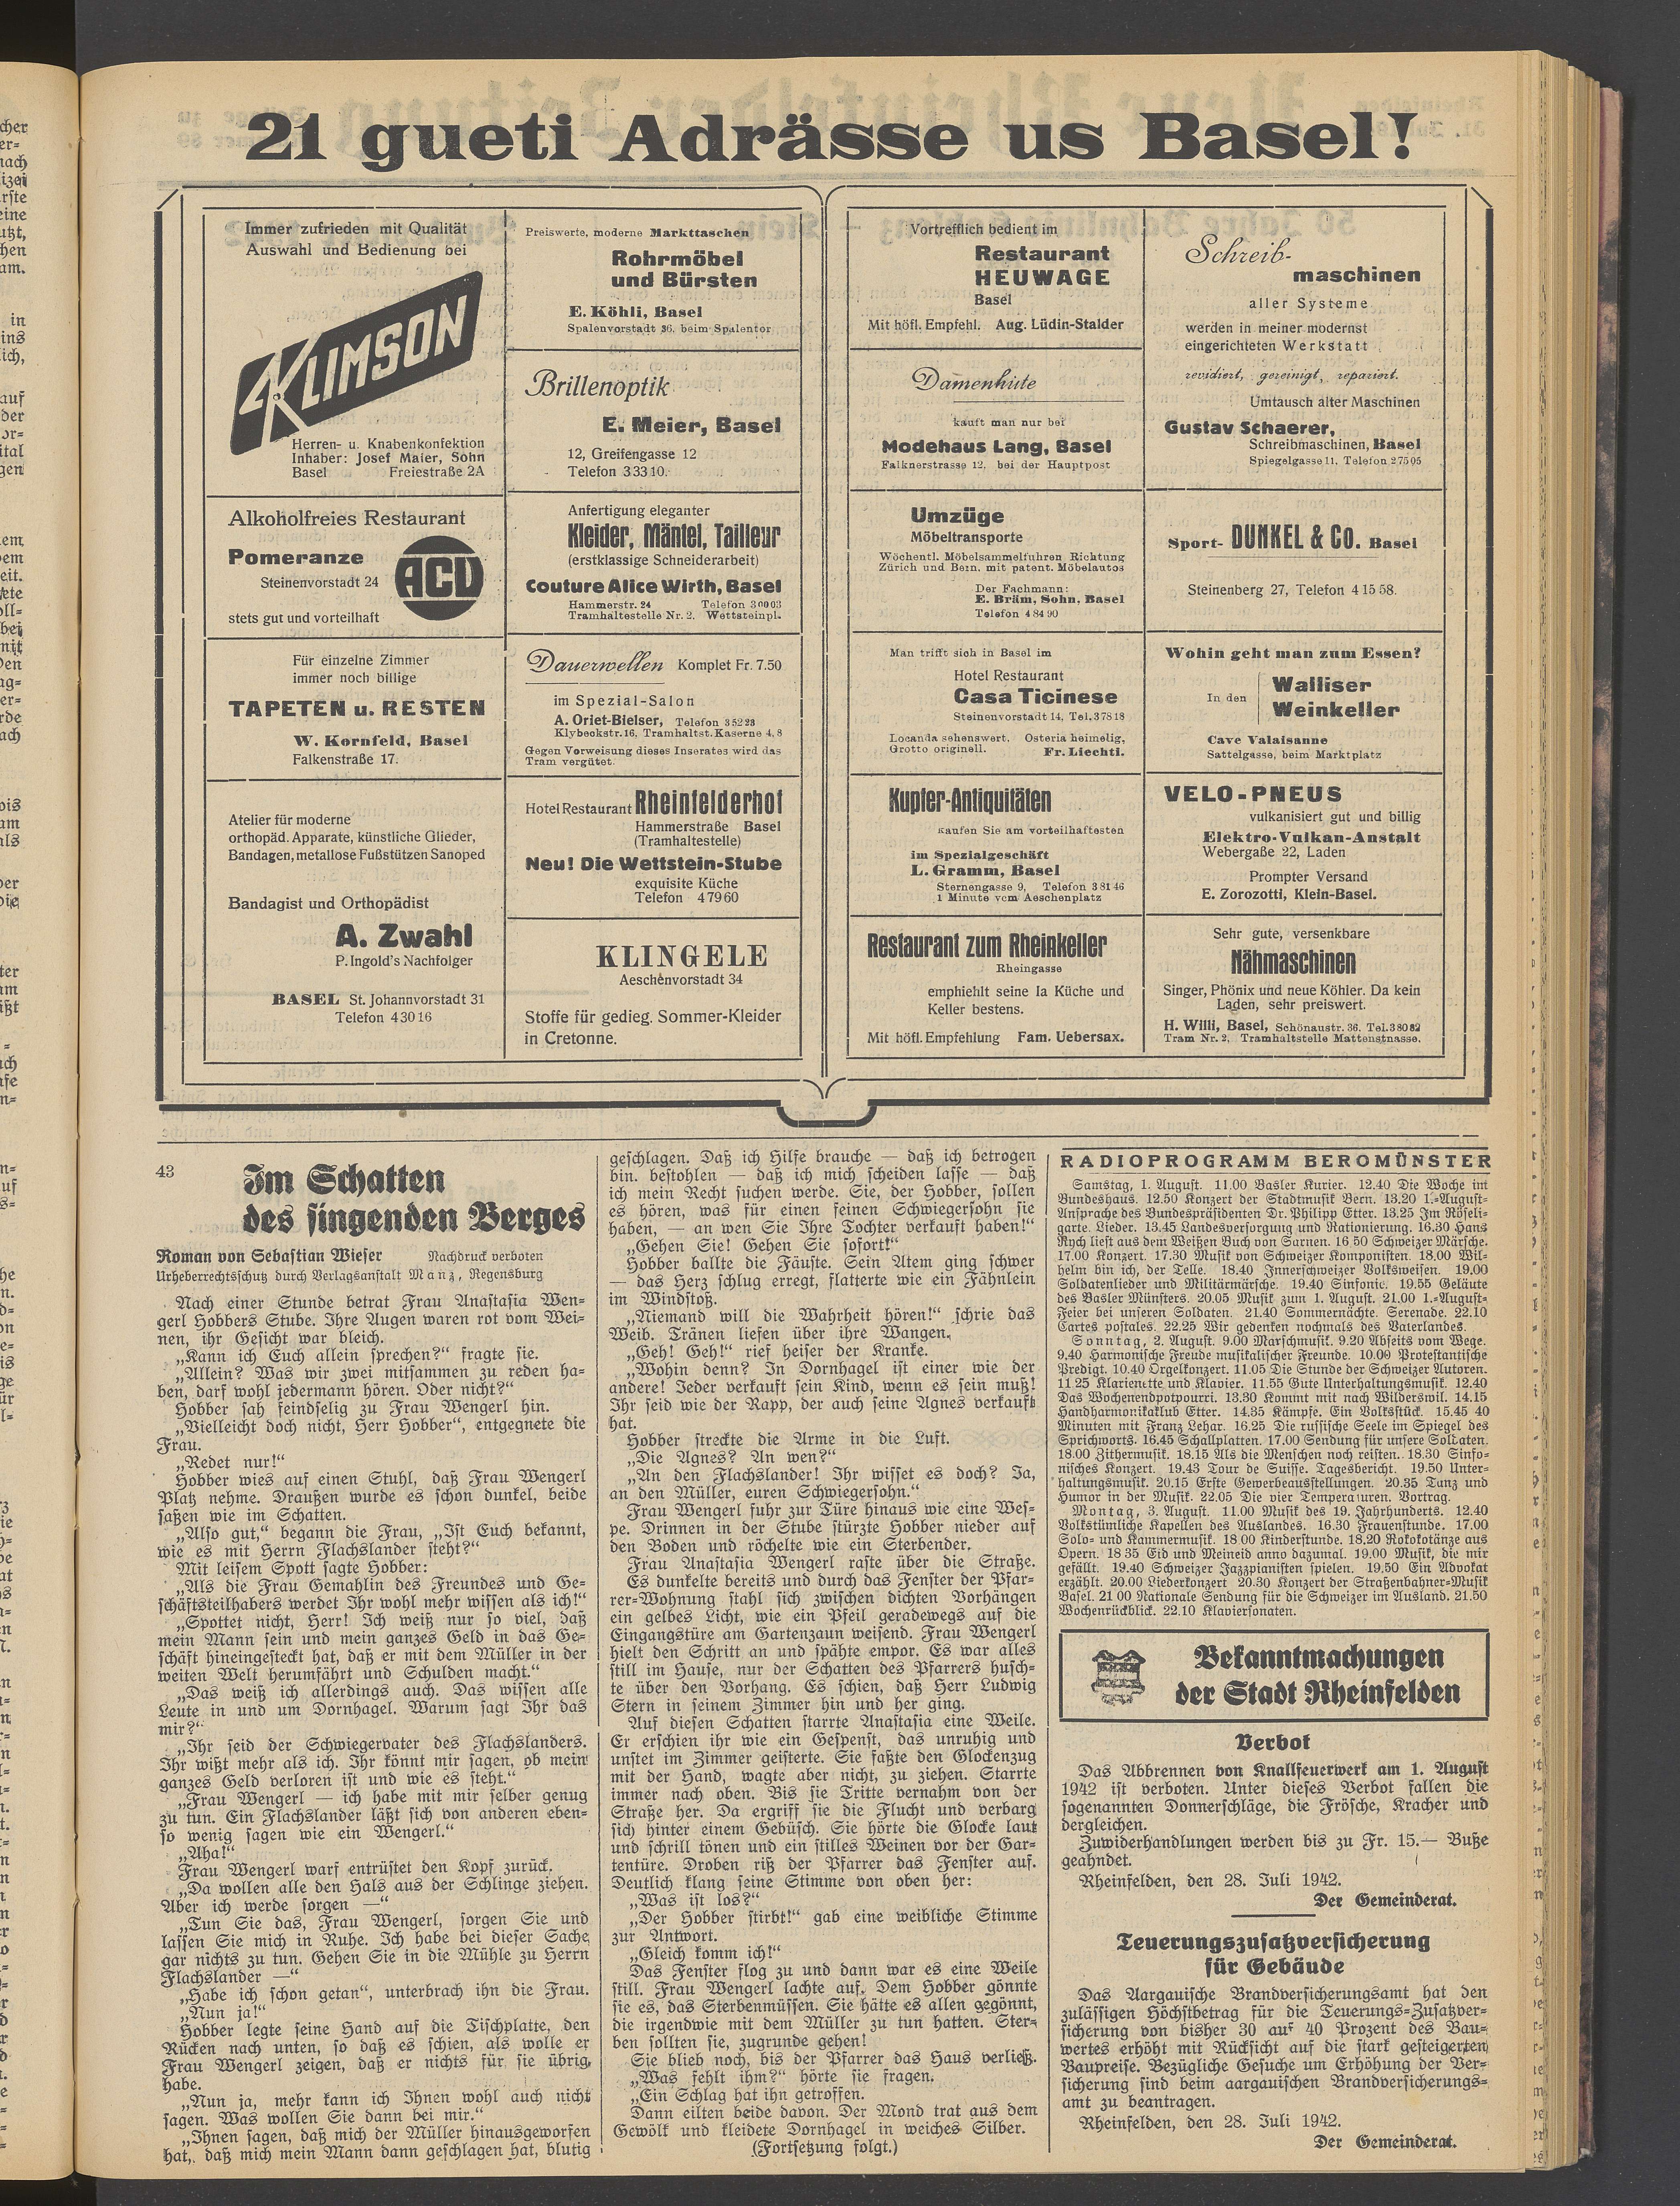 21 gueti Adrässe us Basel!
Immer zufrieden mit Qualität
Auswahl und Bedienung bei
KLIMSON
Herren- u. Knabenkonfektion
Inhaber: Josef Maier, Sohn
Basel Freiestraße 2A
Alkoholfreies Restaurant
Pomeranze
Steinenvorstadt 24
ACV
stets gut und vorteilhaft
Für einzelne Zimmer
immer noch billige
TAPETEN u. RESTEN
W. Kornfeld, Basel
Falkenstraße 17.
Atelier für moderne
orthopäd. Apparate, künstliche Glieder,
Bandagen, metallose Fußstützen Sanoped
Bandagist und Orthopädist
A. Zwahl
P. Ingold's Nachfolger
BASEL St. Johannvorstadt 31
Telefon 4 30 16
Preiswerte, moderne Markttaschen
Rohrmöbel
und Bürsten
E. Köhli, Basel
Spalenvorstadt 36, beim Spalentor
Brillenoptik
E. Meier, Basel
12, Greifengasse 12
Telefon 3 33 10.
Anfertigung eleganter
Kleider, Mäntel, Tailleur
(erstklassige Schneiderarbeit)
Couture Alice Wirth, Basel
Hammerstr. 24 Telefon 3 00 03
Tramhaltestelle Nr. 2, Wettsteinpl.
Dauerwellen Komplet Fr. 7.50
im Spezial-Salon
A. Oriet-Bielser, Telefon 3 52 23
Klybeckstr. 16, Tramhaltst. Kaserne 4, 8
Gegen Vorweisung dieses Inserates wird das
Tram vergütet.
Hotel Restaurant Rheinfelderhof
Hammerstraße Basel
(Tramhaltestelle)
Neu! Die Wettstein-Stube
exquisite Küche
Telefon 4 79 60
KLINGELE
Aeschenvorstadt 34
Stoffe für gedieg. Sommer-Kleider
in Cretonne.
Vortrefflich bedient im
Restaurant
HEUWAGE
Basel
Mit höfl. Empfehl. Aug. Lüdin-Stalder
Damenhüte
kauft man nur bei
Modehaus Lang, Basel
Falknerstrasse 12, bei der Hauptpost
Umzüge
Möbeltransporte
Wöchentl. Möbelsammelfuhren Richtung
Zürich und Bern. mit patent. Möbelautos
Der Fachmann:
E. Bräm, Sohn, Basel
Telefon 4 84 90
Man trifft sich in Basel im
Hotel Restaurant
Casa Ticinese
Steinenvorstadt 14, Tel. 3 78 18
Locanda sehenswert, Osteria heimelig,
Grotto originell. Fr. Liechti.
Kupfer-Antiquitäten
kaufen Sie am vorteilhaftesten
im Spezialgeschäft
L. Gramm, Basel
Sternengasse 9, Telefon 3 81 46
1 Minute vom Aeschenplatz
Restaurant zum Rheinkeller
Rheingasse
empfiehlt seine Ia Küche und
Keller bestens.
Mit höfl. Empfehlung Fam. Uebersax.
Schreib-
maschinen
aller Systeme
werden in meiner modernst
eingerichteten Werkstatt
revidiert, gereinigt, repariert.
Umtausch alter Maschinen
Gustav Schaerer,
Schreibmaschinen, Basel
Spiegelgasse 11, Telefon 2 75 05
Sport- DUNKEL & CO. Basel
Steinenberg 27, Telefon 4 15 58.
Wohin geht man zum Essen?
In den Walliser
Weinkeller
Cave Valaisanne
Sattelgasse, beim Marktplatz
VELO-PNEUS
vulkanisiert gut und billig
Elektro-Vulkan-Anstalt
Webergaße 22, Laden
Prompter Versand
E. Zorozotti, Klein-Basel.
Sehr gute, versenkbare
Nähmaschinen
Singer, Phönix und neue Köhler. Da kein
Laden, sehr preiswert.
H. Willi, Basel, Schönaustr. 36. Tel. 3 80 82
Tram Nr. 2, Tramhaltstelle Mattenstrasse.
43
Im Schatten
des singenden Berges
Roman von Sebastian Wieser Nachdruck verboten
Urheberrechtsschutz durch Verlagsanstalt Manz, Regensburg
Nach einer Stunde betrat Frau Anastasia Wen-
gerl Hobbers Stube. Ihre Augen waren rot vom Wei-
nen, ihr Gesicht war bleich.
„Kann ich Euch allein sprechen?“ fragte sie.
„Allein? Was wir zwei mitsammen zu reden ha-
ben, darf wohl jedermann hören. Oder nicht?“
Hobber sah feindselig zu Frau Wengerl hin.
„Vielleicht doch nicht, Herr Hobber“, entgegnete die
Frau.
„Redet nur!“
Hobber wies auf einen Stuhl, daß Frau Wengerl
Platz nehme. Draußen wurde es schon dunkel, beide
saßen wie im Schatten.
„Also gut,“ begann die Frau, „Ist Euch bekannt,
wie es mit Herrn Flachslander steht?“
Mit leisem Spott sagte Hobber:
„Als die Frau Gemahlin des Freundes und Ge-
schäftsteilhabers werdet Ihr wohl mehr wissen als ich!“
„Spottet nicht, Herr! Ich weiß nur so viel, daß
mein Mann sein und mein ganzes Geld in das Ge-
schäft hineingesteckt hat, daß er mit dem Müller in der
weiten Welt herumfährt und Schulden macht.“
„Das weiß ich allerdings auch. Das wissen alle
Leute in und um Dornhagel. Warum sagt Ihr das
mir?“
„Ihr seid der Schwiegervater des Flachslanders.
Ihr wißt mehr als ich. Ihr könnt mir sagen, ob mein
ganzes Geld verloren ist und wie es steht.“
„Frau Wengerl — ich habe mit mir selber genug
zu tun. Ein Flachslander läßt sich von anderen eben-
so wenig sagen wie ein Wengerl.“
„Aha!“
Frau Wengerl warf entrüstet den Kopf zurück.
„Da wollen alle den Hals aus der Schlinge ziehen.
Aber ich werde sorgen —“
„Tun Sie das, Frau Wengerl, sorgen Sie und
lassen Sie mich in Ruhe. Ich habe bei dieser Sache
gar nichts zu tun. Gehen Sie in die Mühle zu Herrn
Flachslander —“
„Habe ich schon getan“, unterbrach ihn die Frau.
„Nun ja!“
Hobber legte seine Hand auf die Tischplatte, den
Rücken nach unten, so daß es schien, als wolle er
Frau Wengerl zeigen, daß er nichts für sie übrig
habe.
„Nun ja, mehr kann ich Ihnen wohl auch nicht
sagen. Was wollen Sie dann bei mir.“
„Ihnen sagen, daß mich der Müller hinausgeworfen
hat, daß mich mein Mann dann geschlagen hat, blutig
geschlagen. Daß ich Hilfe brauche — daß ich betrogen
bin, bestohlen — daß ich mich scheiden lasse — daß
ich mein Recht suchen werde. Sie, der Hobber, sollen
es hören, was für einen feinen Schwiegersohn sie
haben, — an wen Sie Ihre Tochter verkauft haben!“
„Gehen Sie! Gehen Sie sofort!“
Hobber ballte die Fäuste. Sein Atem ging schwer
— das Herz schlug erregt, flatterte wie ein Fähnlein
im Windstoß.
„Niemand will die Wahrheit hören!“ schrie das
Weib. Tränen liefen über ihre Wangen.
„Geh! Geh!“ rief heiser der Kranke.
„Wohin denn? In Dornhagel ist einer wie der
andere! Jeder verkauft sein Kind, wenn es sein muß!
Ihr seid wie der Rapp, der auch seine Agnes verkauft
hat.
Hobber streckte die Arme in die Luft.
„Die Agnes? An wen?“
„An den Flachslander! Ihr wisset es doch? Ja,
an den Müller, euren Schwiegersohn.“
Frau Wengerl fuhr zur Türe hinaus wie eine Wes-
pe. Drinnen in der Stube stürzte Hobber nieder auf
den Boden und röchelte wie ein Sterbender.
Frau Anastasia Wengerl raste über die Straße.
Es dunkelte bereits und durch das Fenster der Pfar-
rer-Wohnung stahl sich zwischen dichten Vorhängen
ein gelbes Licht, wie ein Pfeil geradewegs auf die
Eingangstüre am Gartenzaun weisend. Frau Wengerl
hielt den Schritt an und spähte empor. Es war alles
still im Hause, nur der Schatten des Pfarrers husch-
te über den Vorhang. Es schien, daß Herr Ludwig
Stern in seinem Zimmer hin und her ging.
Auf diesen Schatten starrte Anastasia eine Weile.
Er erschien ihr wie ein Gespenst, das unruhig und
unstet im Zimmer geisterte. Sie faßte den Glockenzug
mit der Hand, wagte aber nicht, zu ziehen. Starrte
immer nach oben. Bis sie Tritte vernahm von der
Straße her. Da ergriff sie die Flucht und verbarg
sich hinter einem Gebüsch. Sie hörte die Glocke laut
und schrill tönen und ein stilles Weinen vor der Gar-
tentüre. Droben riß der Pfarrer das Fenster auf.
Deutlich klang seine Stimme von oben her:
„Was ist los?“
„Der Hobber stirbt!“ gab eine weibliche Stimme
zur Antwort.
„Gleich komm ich!“
Das Fenster flog zu und dann war es eine Weile
still. Frau Wengerl lachte auf. Dem Hobber gönnte
sie es, das Sterbenmüssen. Sie hätte es allen gegönnt,
die irgendwie mit dem Müller zu tun hatten. Ster-
ben sollten sie, zugrunde gehen!
Sie blieb noch, bis der Pfarrer das Haus verließ.
„Was fehlt ihm?“ hörte sie fragen.
„Ein Schlag hat ihn getroffen.
Dann eilten beide davon. Der Mond trat aus dem
Gewölk und kleidete Dornhagel in weiches Silber.
(Fortsetzung folgt.)
RADIOPROGRAMM BEROMÜNSTER
Samstag, 1. August. 11.00 Basler Kurier. 12.40 Die Woche im
Bundeshaus. 12.50 Konzert der Stadtmusik Bern. 13.20 1.-August-
Ansprache des Bundespräsidenten Dr. Philipp Etter. 13.25 Im Röseli-
garte. Lieder. 13.45 Landesversorgung und Rationierung. 16.30 Hans
Rych liest aus dem Weißen Buch von Sarnen. 16 50 Schweizer Märsche.
17.00 Konzert. 17.30 Musik von Schweizer Komponisten. 18.00 Wil-
helm bin ich, der Telle. 18.40 Innerschweizer Volksweisen. 19.00
Soldatenlieder und Militärmärsche. 19.40 Sinfonie. 19.55 Geläute
des Basler Münsters. 20.05 Musik zum 1. August. 21.00 1.-August-
Feier bei unseren Soldaten. 21.40 Sommernächte. Serenade. 22.10
Cartes postales. 22.25 Wir gedenken nochmals des Vaterlandes.
Sonntag, 2. August. 9.00 Marschmusik. 9.20 Abseits vom Wege.
9.40 Harmonische Freude musikalischer Freunde. 10.00 Protestantische
Predigt. 10.40 Orgelkonzert. 11.05 Die Stunde der Schweizer Autoren.
11 25 Klarienette und Klavier. 11.55 Gute Unterhaltungsmusik. 12.40
Das Wochenendpotpourri. 13.30 Kommt mit nach Wilderswil. 14.15
Handharmonikaklub Etter. 14.35 Kämpfe. Ein Volksstück. 15.45 40
Minuten mit Franz Lehar. 16.25 Die russische Seele im Spiegel des
Sprichworts. 16.45 Schallplatten. 17.00 Sendung für unsere Soldaten.
18.00 Zithermusik. 18.15 Als die Menschen noch reisten. 18.30 Sinfo-
nisches Konzert. 19.43 Tour de Suisse. Tagesbericht. 19.50 Unter-
haltungsmusik. 20.15 Erste Gewerbeausstellungen. 20.35 Tanz und
Humor in der Musik. 22.05 Die vier Temperaturen. Vortrag.
Montag, 3. August. 11.00 Musik des 19. Jahrhunderts. 12.40
Volkstümliche Kapellen des Auslandes. 16.30 Frauenstunde. 17.00
Solo- und Kammermusik. 18.00 Kinderstunde. 18.20 Rokokotänze aus
Opern. 18 35 Eid und Meineid anno dazumal. 19.00 Musik, die mir
gefällt. 19.40 Schweizer Jazzpianisten spielen. 19.50 Ein Advokat
erzählt. 20.00 Liederkonzert 20.30 Konzert der Straßenbahner-Musik
Basel. 21 00 Nationale Sendung für die Schweizer im Ausland. 21.50
Wochenrückblick. 22.10 Klaviersonaten.
Bekanntmachungen
der Stadt Rheinfelden
Verbot
Das Abbrennen von Knallfeuerwerk am 1. August
1942 ist verboten. Unter dieses Verbot fallen die
sogenannten Donnerschläge, die Frösche, Kracher und
dergleichen.
Zuwiderhandlungen werden bis zu Fr. 15.— Buße
geahndet.
Rheinfelden, den 28. Juli 1942.
Der Gemeinderat.
Teuerungszusatzversicherung
für Gebäude
Das Aargauische Brandversicherungsamt hat den
zulässigen Höchstbetrag für die Teuerungs-Zusatzver-
sicherung von bisher 30 auf 40 Prozent des Bau-
wertes erhöht mit Rücksicht auf die stark gesteigerten
Baupreise. Bezügliche Gesuche um Erhöhung der Ver-
sicherung sind beim aargauischen Brandversicherungs-
amt zu beantragen.
Rheinfelden, den 28. Juli 1942.
Der Gemeinderat.